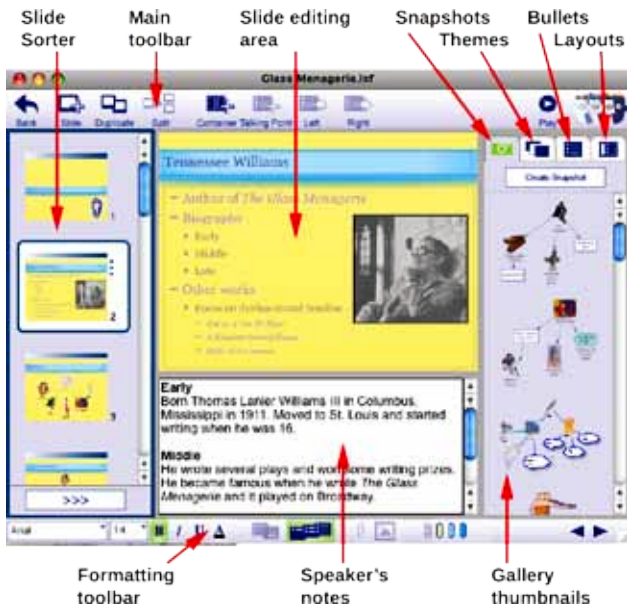 Slide Sorter
Main toolbar
Slide editing area
Snapshots
Themes
Bullets
Layouts
Glass Menagerie.isf
Back
Slide
Duplicate
Split
Container
Talking Point
Left
Right
Play
Create Snapshot
Tennessee Williams
– Author of The Glass Menagerie
– Biography
• Early
• Middle
• Late
– Other works
1
2
3
>>>
Early
Born Thomas Lanier Williams III in Columbus,
Mississippi in 1911. Moved to St. Louis and started
writing when he was 16.
Middle
He wrote several plays and won some writing prizes.
He became famous when he wrote The Glass
Menagerie and it played on Broadway.
Arial
14
B I U A
Formatting toolbar
Speaker's notes
Gallery thumbnails